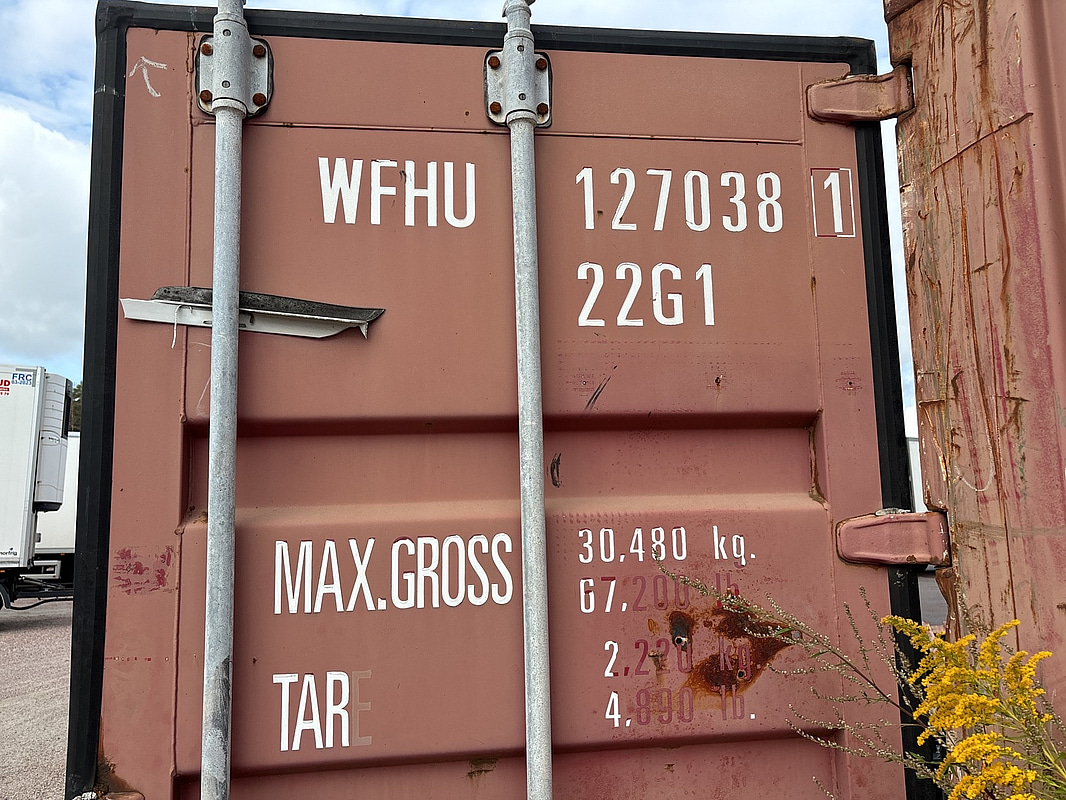 WFHU 127038 1
22G1
FRC
MAX.GROSS 30,480 kg.
67,200 lb.
TARE 2,220 kg.
4,890 lb.